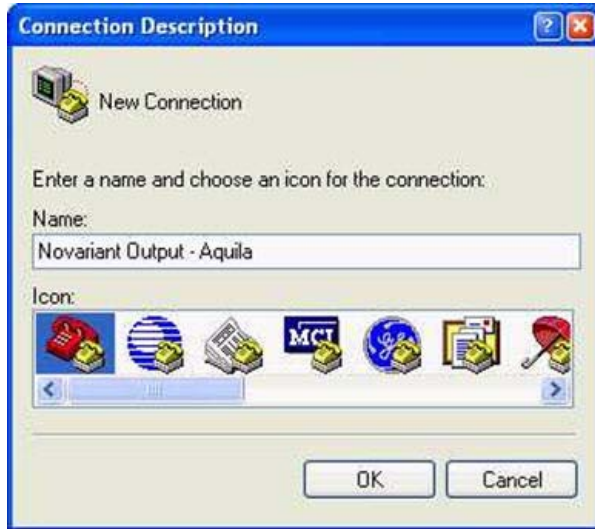 Connection Description
New Connection
Enter a name and choose an icon for the connection:
Name:
Novariant Output - Aquila
Icon:
MCI
OK
Cancel